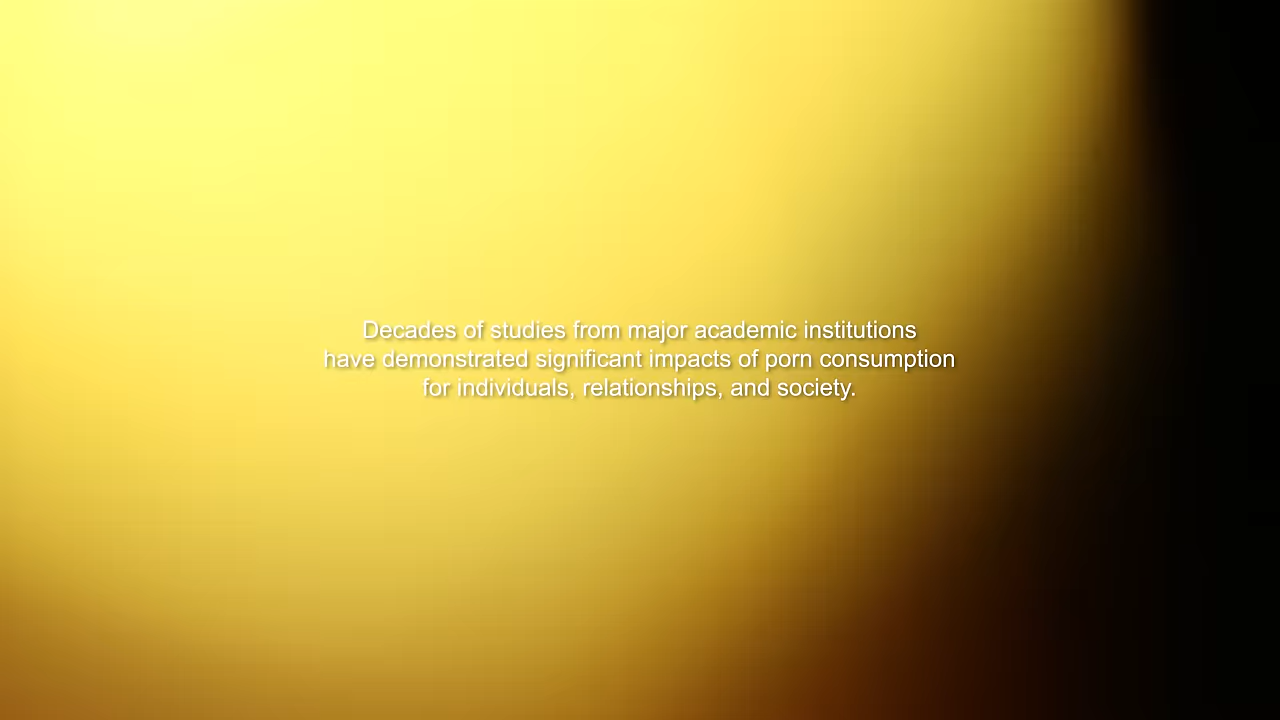 Decades of studies from major academic institutions
have demonstrated significant impacts of porn consumption
for individuals, relationships, and society.